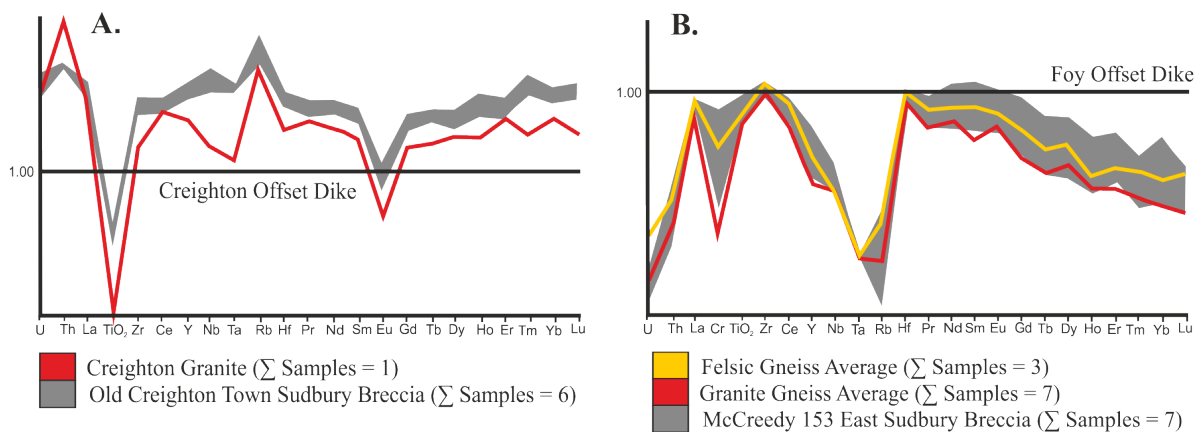 A.
1.00
Creighton Offset Dike
U Th La TiO2 Zr Ce Y Nb Ta Rb Hf Pr Nd Sm Eu Gd Tb Dy Ho Er Tm Yb Lu
Creighton Granite (∑ Samples = 1)
Old Creighton Town Sudbury Breccia (∑ Samples = 6)
B.
Foy Offset Dike
1.00
U Th La Cr TiO2 Zr Ce Y Nb Ta Rb Hf Pr Nd Sm Eu Gd Tb Dy Ho Er Tm Yb Lu
Felsic Gneiss Average (∑ Samples = 3)
Granite Gneiss Average (∑ Samples = 7)
McCreedy 153 East Sudbury Breccia (∑ Samples = 7)